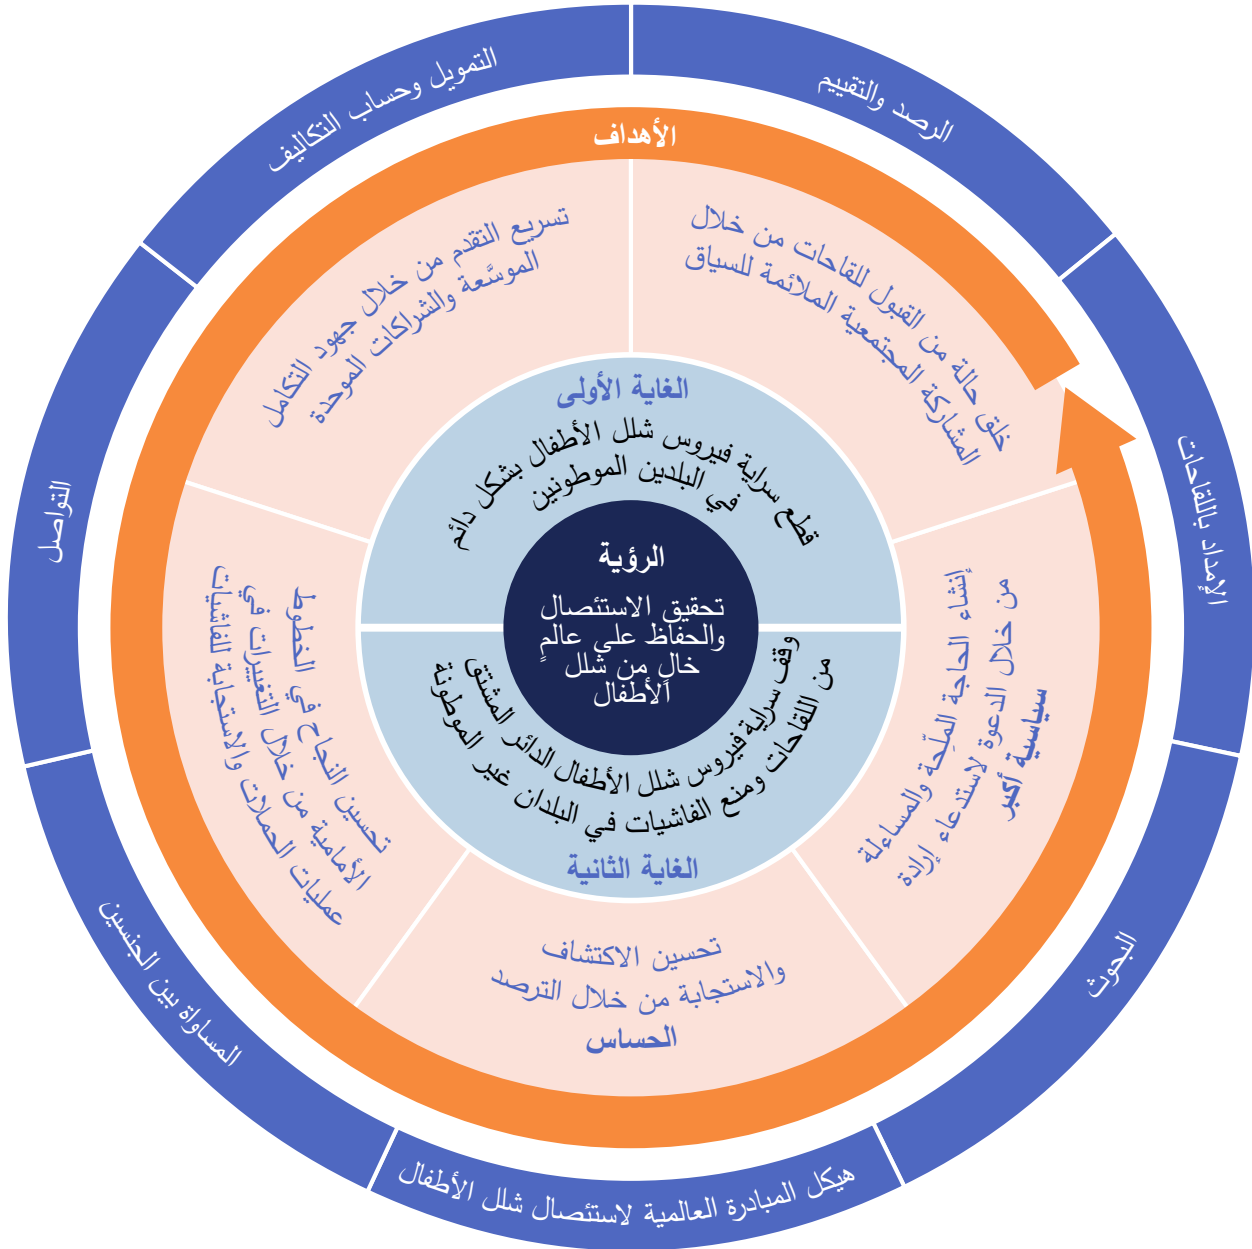 الرؤية
تحقيق الاستئصال
والحفاظ على عالمٍ
خالٍ من شلل
الأطفال
الغاية الأولى
قطع سراية فيروس شلل الأطفال بشكل دائم
في البلدين الموطونين
وقف سراية فيروس شلل الأطفال الدائر المشتق
من اللقاحات ومنع الفاشيات في البلدان غير الموطونة
الغاية الثانية
الأهداف
خلق حالة من القبول للقاحات من خلال
المشاركة المجتمعية الملائمة للسياق
إنشاء الحاجة الملّحة والمساءلة
من خلال الدعوة لاستدعاء إرادة
سياسية أكبر
تحسين الاكتشاف
والاستجابة من خلال الترصد
الحساس
تحسين النجاح في الخطوط
الأمامية من خلال التغييرات في
عمليات الحملات والاستجابة للفاشيات
تسريع التقدم من خلال جهود التكامل
الموسَّعة والشراكات الموحدة
الرصد والتقييم
الإمداد باللقاحات
البحوث
هيكل المبادرة العالمية لاستئصال شلل الأطفال
المساواة بين الجنسين
التواصل
التمويل وحساب التكاليف